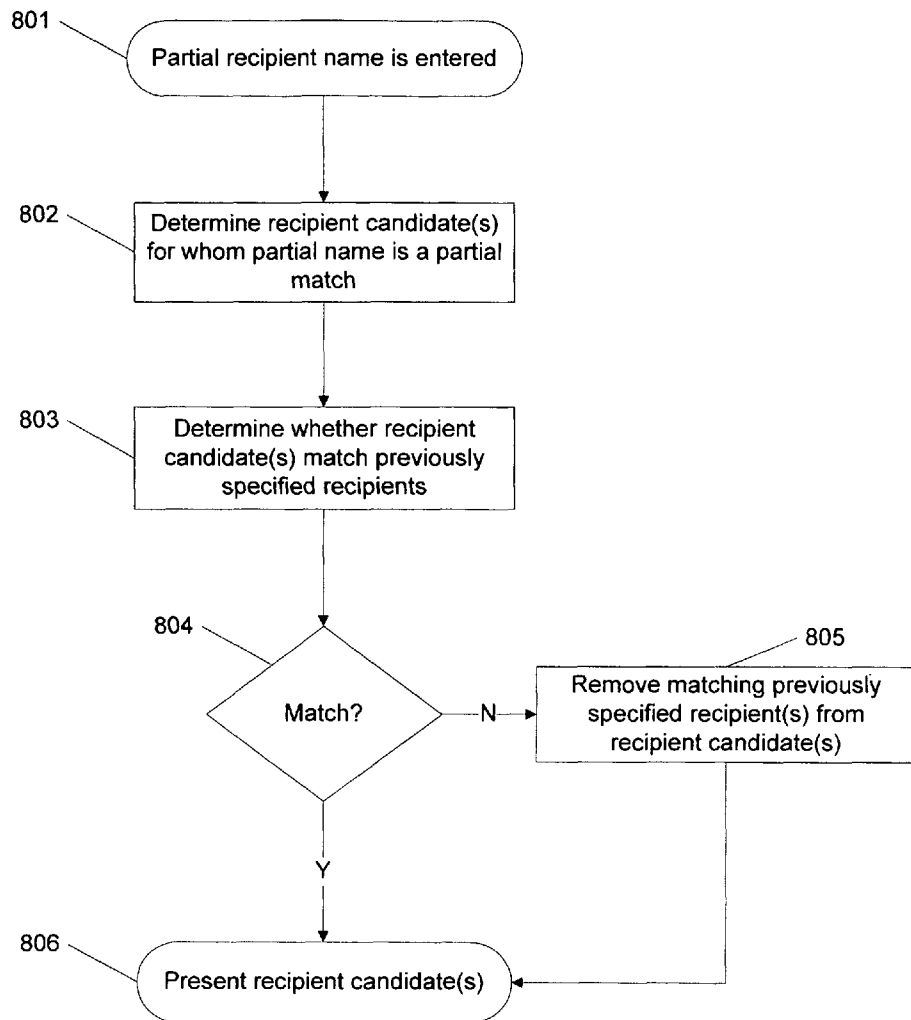 801
Partial recipient name is entered
802
Determine recipient candidate(s)
for whom partial name is a partial
match
803
Determine whether recipient
candidate(s) match previously
specified recipients
804
Match?
N
805
Remove matching previously
specified recipient(s) from
recipient candidate(s)
Y
806
Present recipient candidate(s)